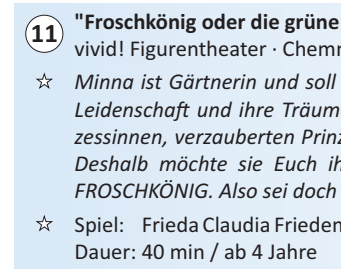 11 "Froschkönig oder die grüne
vivid! Figurentheater · Chemn
☆ Minna ist Gärtnerin und soll
Leidenschaft und ihre Träum
zessinnen, verzauberten Prinz
Deshalb möchte sie Euch ih
FROSCHKÖNIG. Also sei doch
☆ Spiel: Frieda Claudia Frieden
Dauer: 40 min / ab 4 Jahre